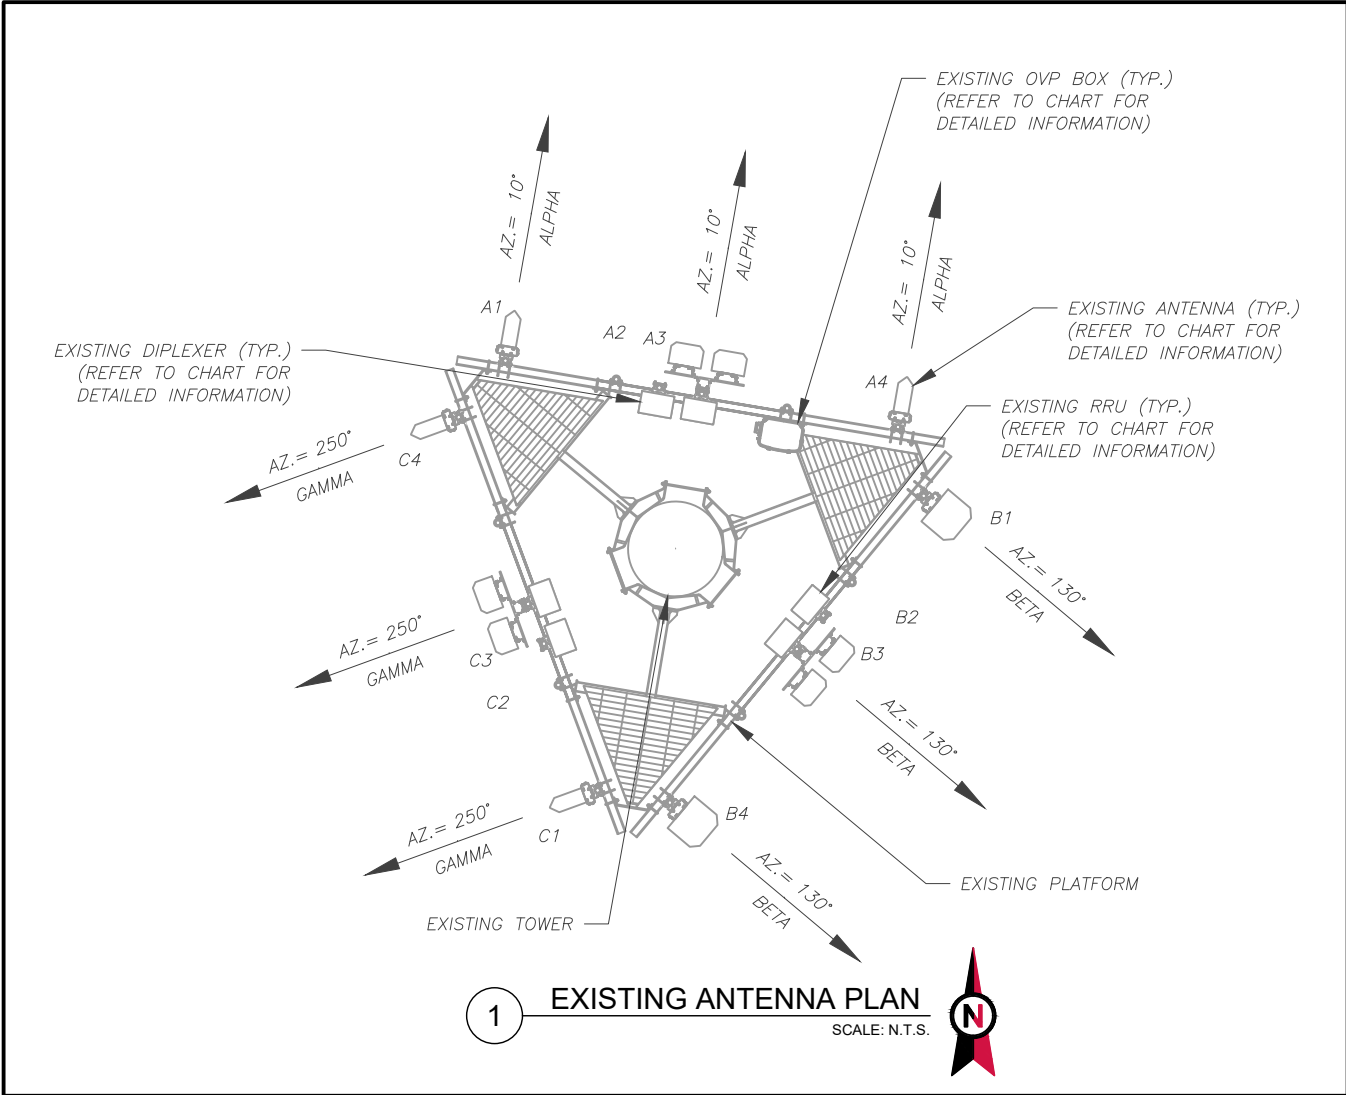 EXISTING OVP BOX (TYP.)
(REFER TO CHART FOR
DETAILED INFORMATION)
AZ.= 10°
ALPHA
AZ.= 10°
ALPHA
AZ.= 10°
ALPHA
A1
A2
A3
A4
EXISTING ANTENNA (TYP.)
(REFER TO CHART FOR
DETAILED INFORMATION)
EXISTING DIPLEXER (TYP.)
(REFER TO CHART FOR
DETAILED INFORMATION)
EXISTING RRU (TYP.)
(REFER TO CHART FOR
DETAILED INFORMATION)
AZ.= 250°
GAMMA
C4
B1
AZ.= 130°
BETA
B2
AZ.= 250°
GAMMA
C3
B3
C2
AZ.= 130°
BETA
AZ.= 250°
GAMMA
C1
B4
AZ.= 130°
BETA
EXISTING PLATFORM
EXISTING TOWER
1
EXISTING ANTENNA PLAN
SCALE: N.T.S.
N